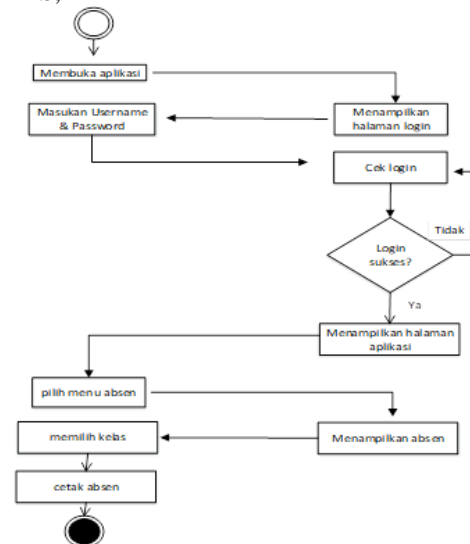 Membuka aplikasi
Masukan Username
& Password
Menampilkan
halaman login
Cek login
Tidak
Login
sukses?
Ya
Menampilkan halaman
aplikasi
pilih menu absen
memilih kelas
Menampilkan absen
cetak absen